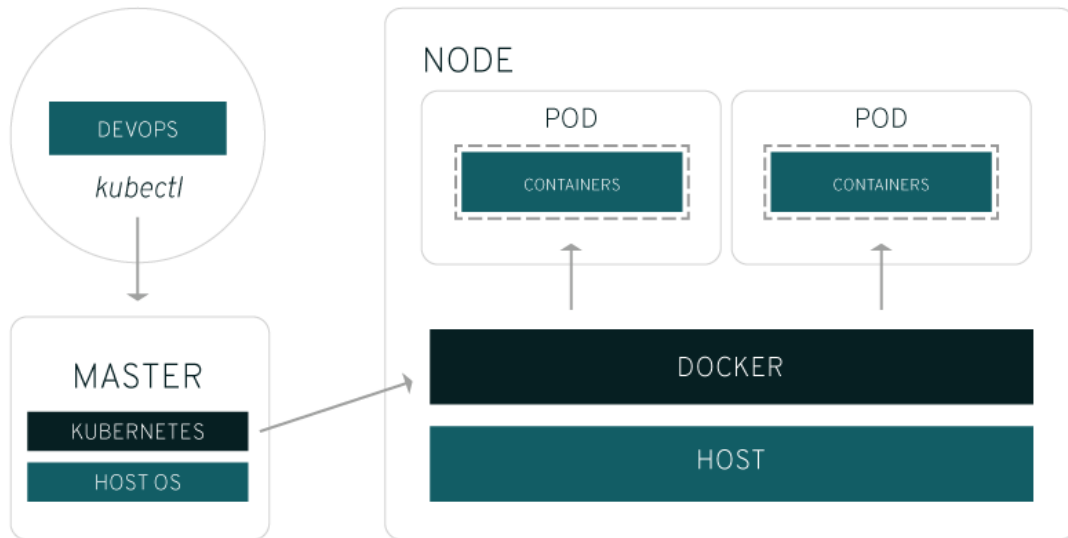 DEVOPS
kubectl
MASTER
KUBERNETES
HOST OS
NODE
POD
CONTAINERS
POD
CONTAINERS
DOCKER
HOST